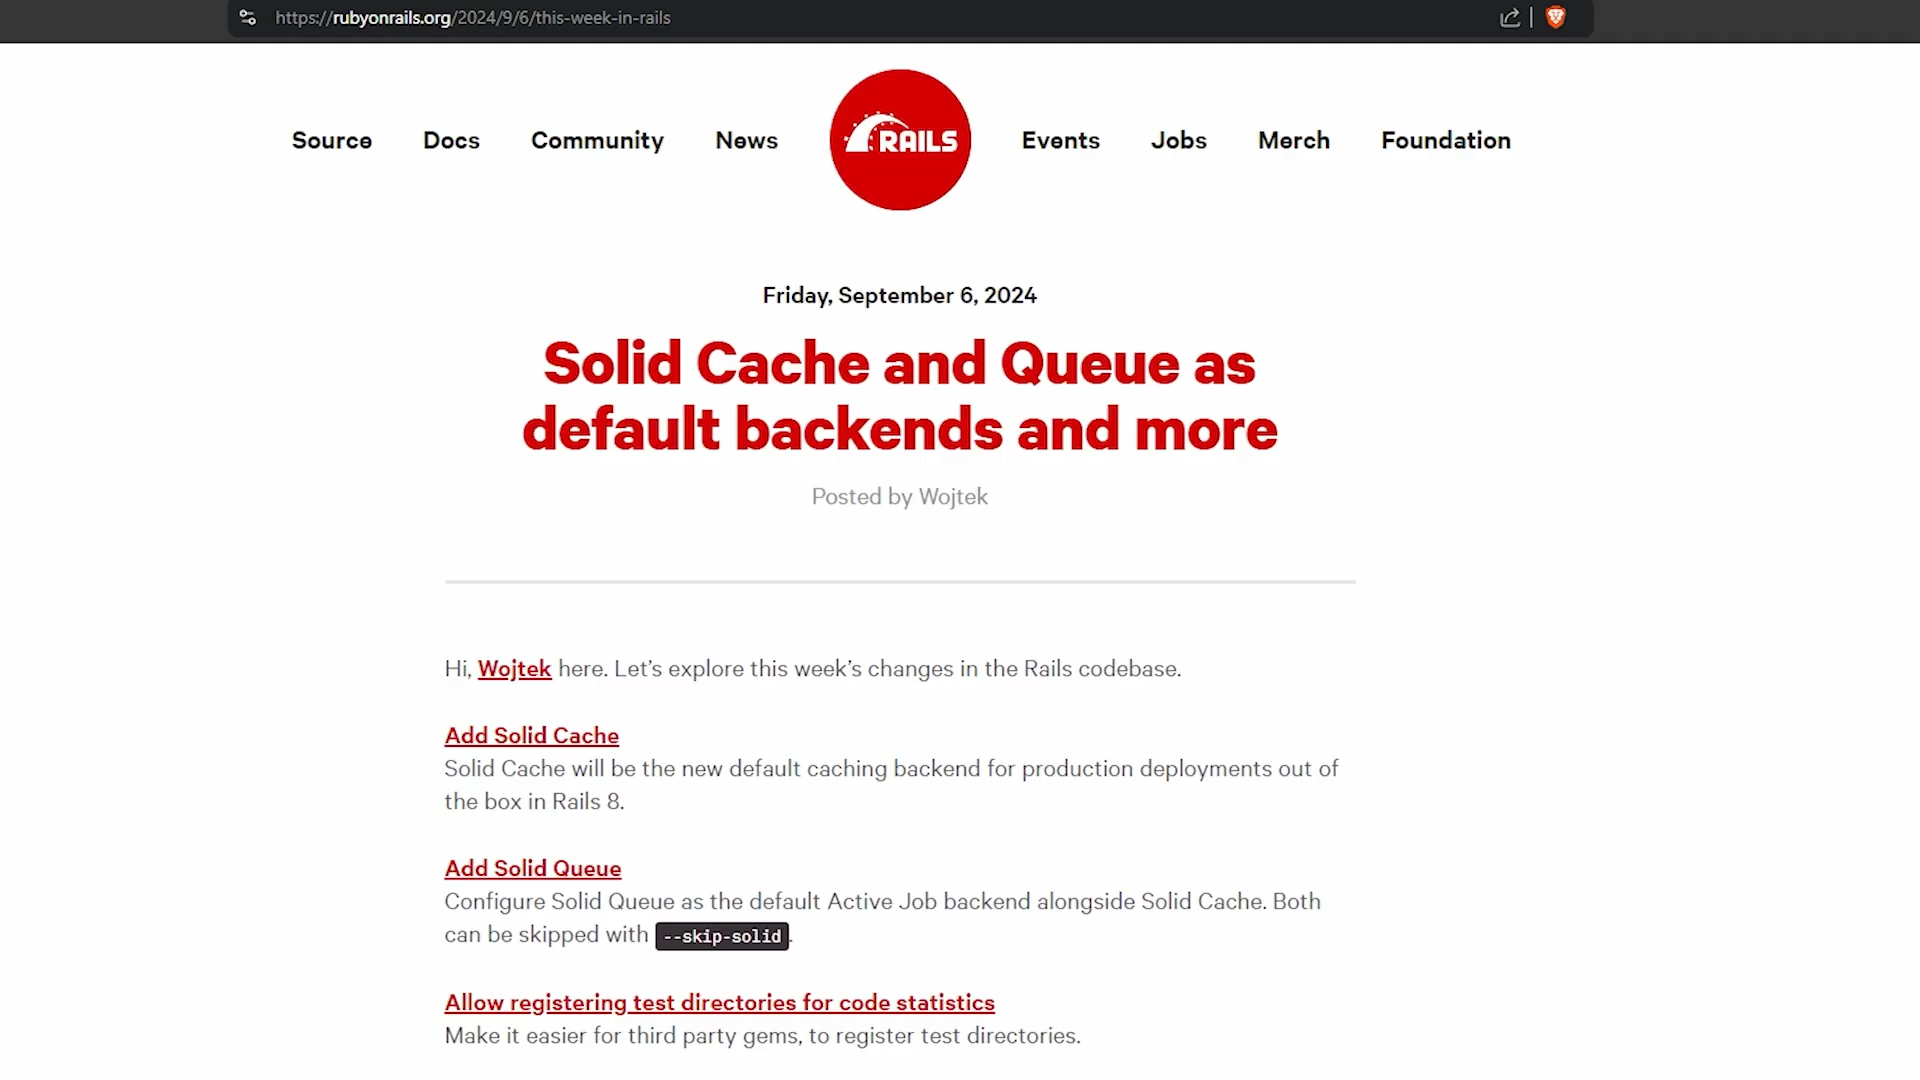 https://rubyonrails.org/2024/9/6/this-week-in-rails
Source Docs Community News RAILS Events Jobs Merch Foundation
Friday, September 6, 2024
Solid Cache and Queue as
default backends and more
Posted by Wojtek
Hi, Wojtek here. Let’s explore this week’s changes in the Rails codebase.
Add Solid Cache
Solid Cache will be the new default caching backend for production deployments out of
the box in Rails 8.
Add Solid Queue
Configure Solid Queue as the default Active Job backend alongside Solid Cache. Both
can be skipped with --skip-solid.
Allow registering test directories for code statistics
Make it easier for third party gems, to register test directories.